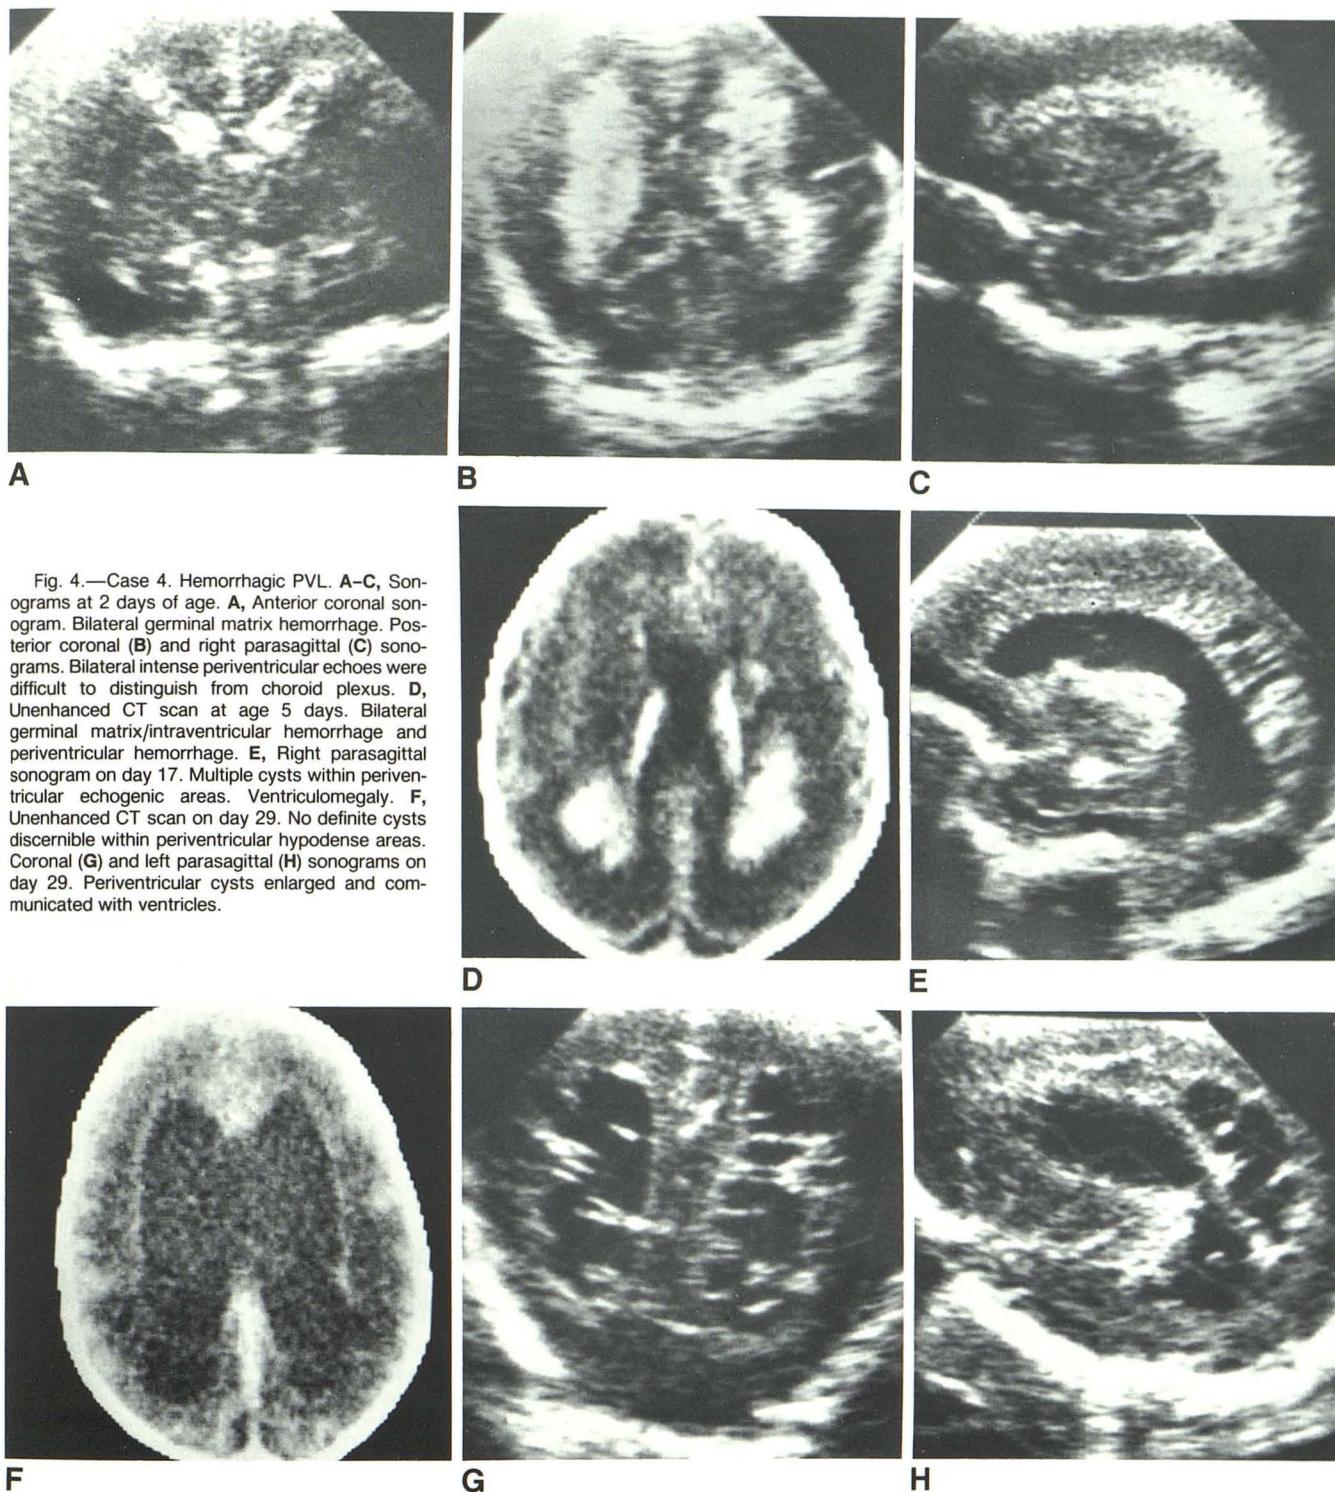 A
B
C
Fig. 4.—Case 4. Hemorrhagic PVL. A–C, Son-
ograms at 2 days of age. A, Anterior coronal son-
ogram. Bilateral germinal matrix hemorrhage. Pos-
terior coronal (B) and right parasagittal (C) sono-
grams. Bilateral intense periventricular echoes were
difficult to distinguish from choroid plexus. D,
Unenhanced CT scan at age 5 days. Bilateral
germinal matrix/intraventricular hemorrhage and
periventricular hemorrhage. E, Right parasagittal
sonogram on day 17. Multiple cysts within periven-
tricular echogenic areas. Ventriculomegaly. F,
Unenhanced CT scan on day 29. No definite cysts
discernible within periventricular hypodense areas.
Coronal (G) and left parasagittal (H) sonograms on
day 29. Periventricular cysts enlarged and com-
municated with ventricles.
D
E
F
G
H